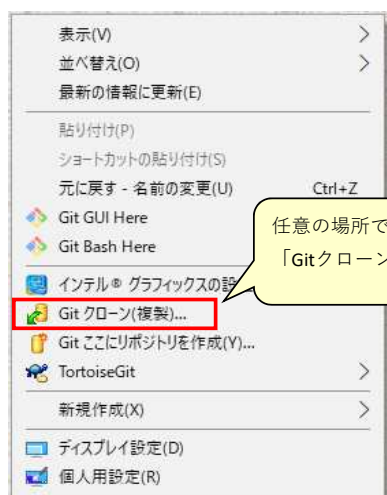 表示(V)
並べ替え(O)
最新の情報に更新(E)
貼り付け(P)
ショートカットの貼り付け(S)
元に戻す - 名前の変更(U) Ctrl+Z
Git GUI Here
Git Bash Here
任意の場所で
「Gitクローン
インテル® グラフィックスの設
Git クローン(複製)...
Git ここにリポジトリを作成(Y)...
TortoiseGit
新規作成(X)
ディスプレイ設定(D)
個人用設定(R)